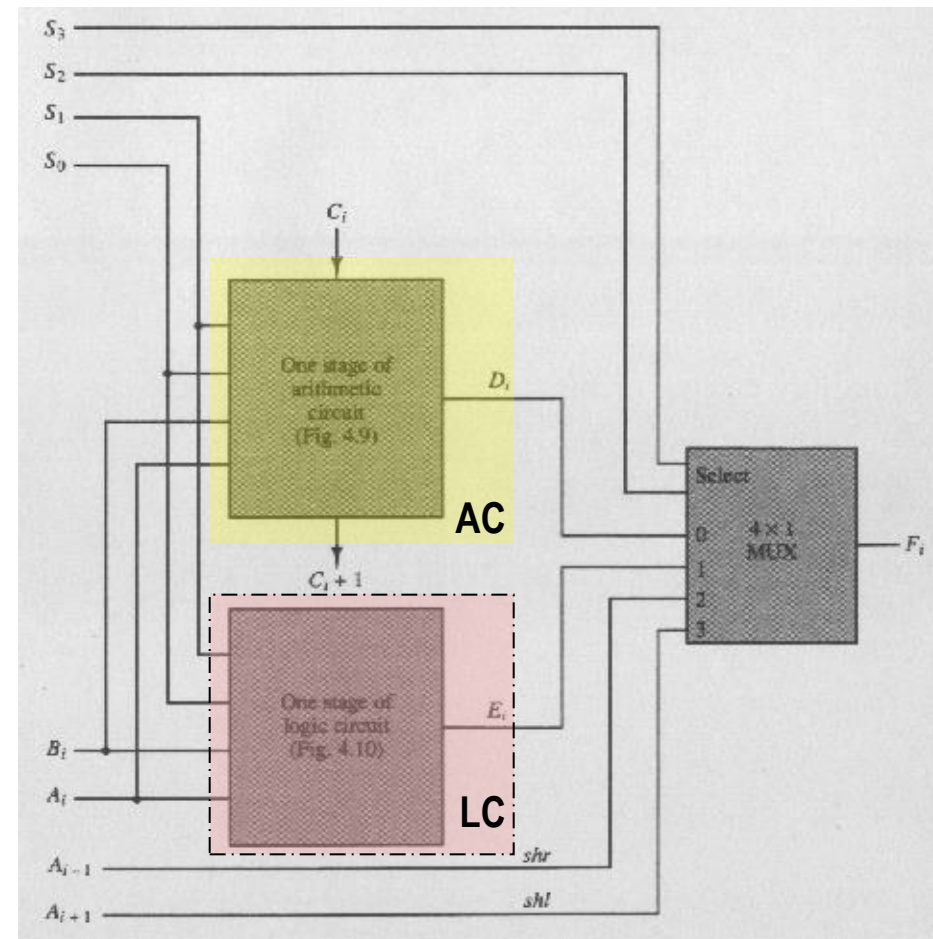 S₃
S₂
S₁
S₀
Cᵢ
One stage of
arithmetic
circuit
(Fig. 4.9)
Dᵢ
AC
Select
4 × 1
MUX
0
1
2
3
Fᵢ
Cᵢ + 1
One stage of
logic circuit
(Fig. 4.10)
Eᵢ
LC
Bᵢ
Aᵢ
Aᵢ₋₁
shr
Aᵢ₊₁
shl